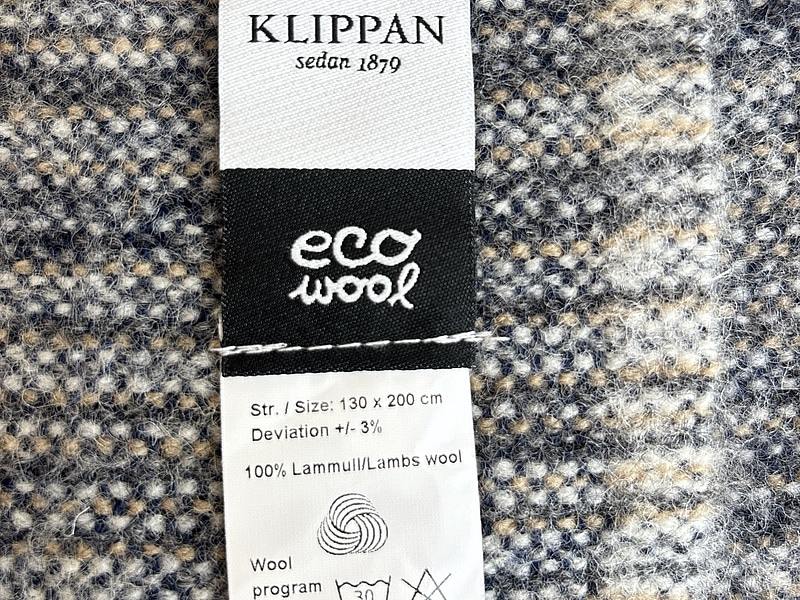 KLIPPAN
sedan 1879
eco
wool
Str. / Size: 130 x 200 cm
Deviation +/- 3%
100% Lammull/Lambs wool
Wool
program
30